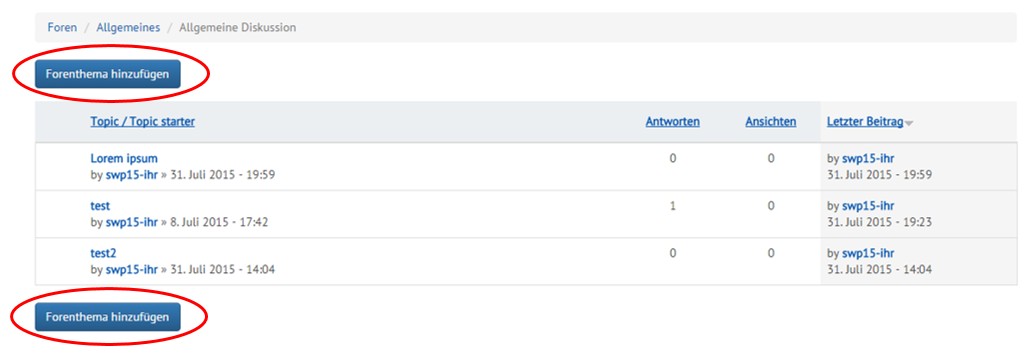 Foren / Allgemeines / Allgemeine Diskussion
Forenthema hinzufügen
Topic / Topic starter Antworten Ansichten Letzter Beitrag
Lorem ipsum 0 0 by swp15-ihr
by swp15-ihr » 31. Juli 2015 - 19:59 31. Juli 2015 - 19:59
test 1 0 by swp15-ihr
by swp15-ihr » 8. Juli 2015 - 17:42 31. Juli 2015 - 19:23
test2 0 0 by swp15-ihr
by swp15-ihr » 31. Juli 2015 - 14:04 31. Juli 2015 - 14:04
Forenthema hinzufügen